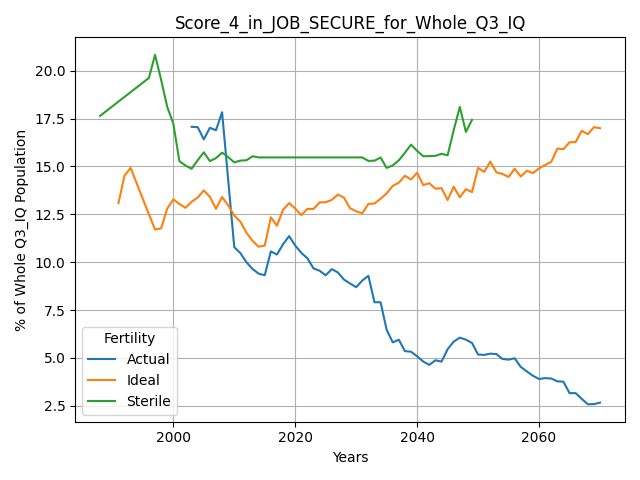 Score_4_in_JOB_SECURE_for_Whole_Q3_IQ
% of Whole Q3_IQ Population
20.0
17.5
15.0
12.5
10.0
7.5
5.0
2.5
Fertility
Actual
Ideal
Sterile
2000
2020
2040
2060
Years